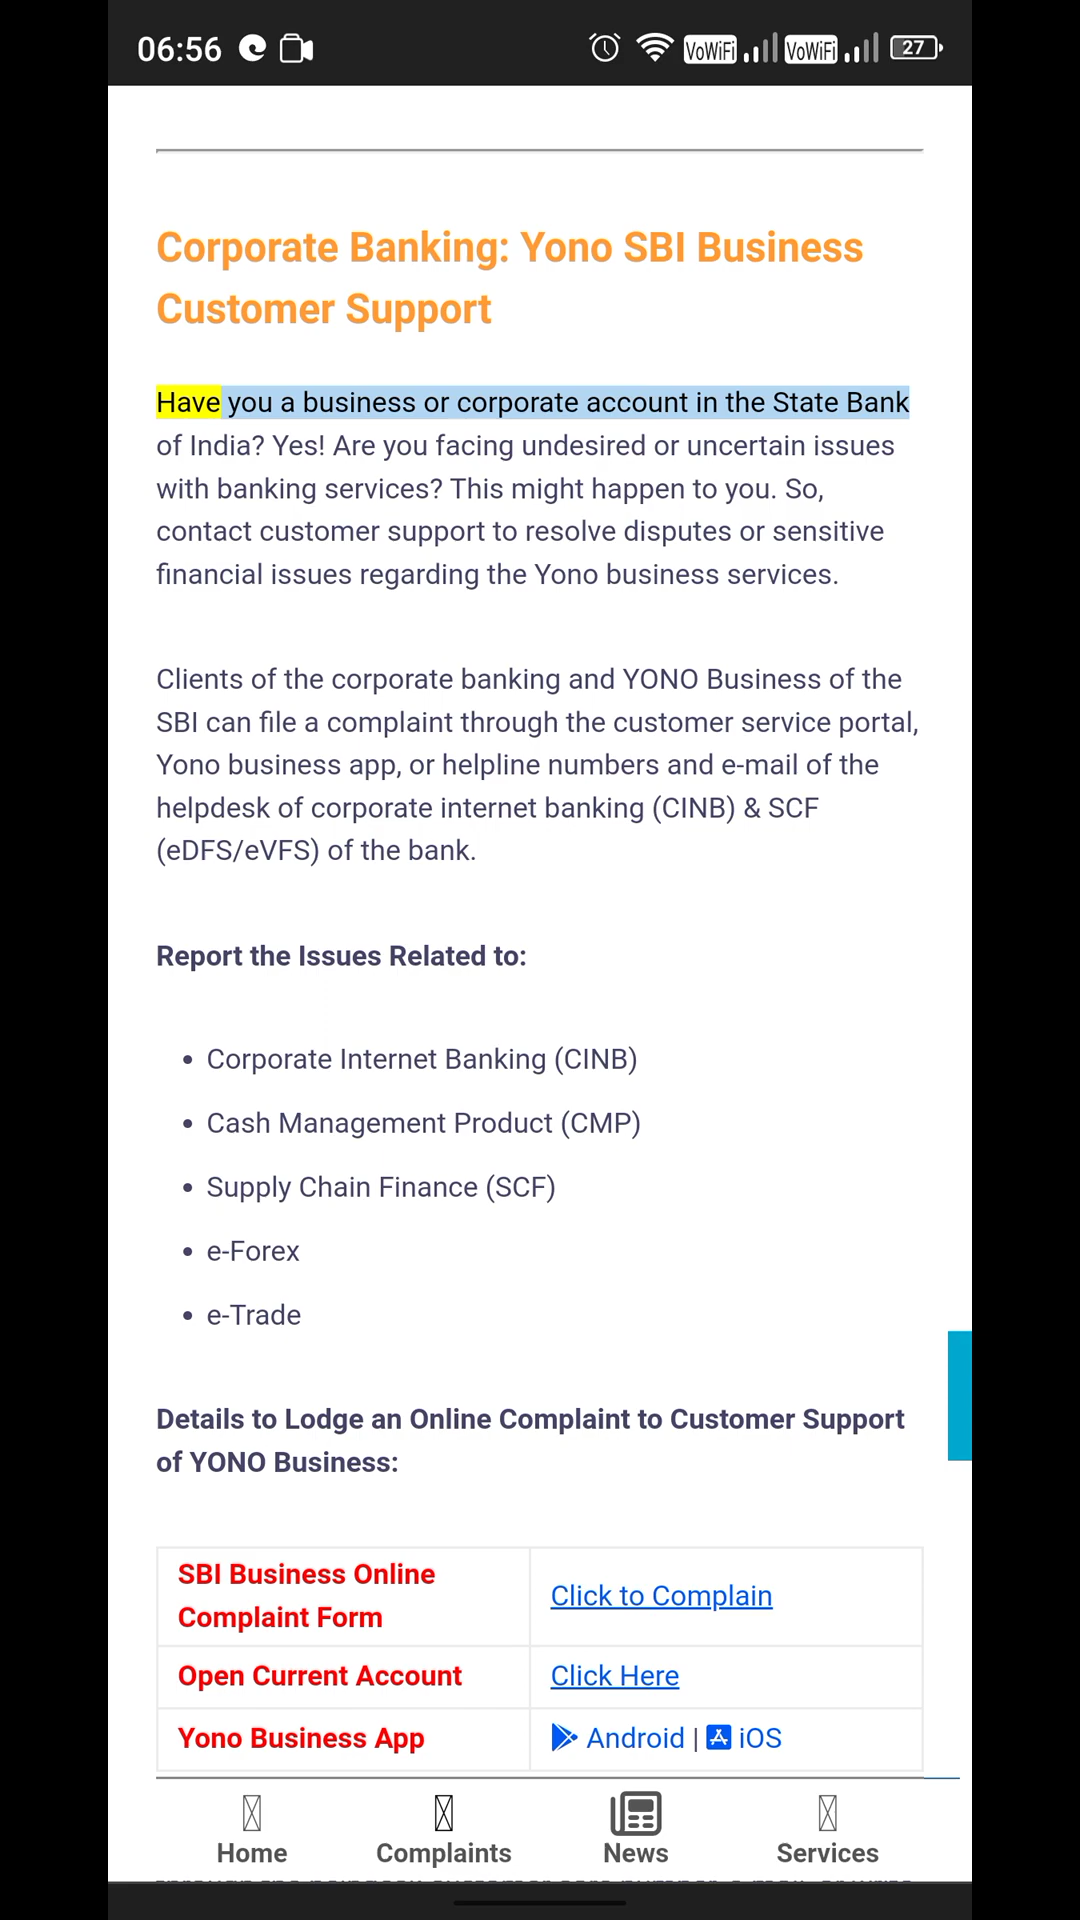 06:56 VoWiFi VoWiFi 27
Corporate Banking: Yono SBI Business
Customer Support
Have you a business or corporate account in the State Bank
of India? Yes! Are you facing undesired or uncertain issues
with banking services? This might happen to you. So,
contact customer support to resolve disputes or sensitive
financial issues regarding the Yono business services.
Clients of the corporate banking and YONO Business of the
SBI can file a complaint through the customer service portal,
Yono business app, or helpline numbers and e-mail of the
helpdesk of corporate internet banking (CINB) & SCF
(eDFS/eVFS) of the bank.
Report the Issues Related to:
• Corporate Internet Banking (CINB)
• Cash Management Product (CMP)
• Supply Chain Finance (SCF)
• e-Forex
• e-Trade
Details to Lodge an Online Complaint to Customer Support
of YONO Business:
SBI Business Online
Complaint Form
Click to Complain
Open Current Account Click Here
Yono Business App Android | iOS
Home Complaints News Services